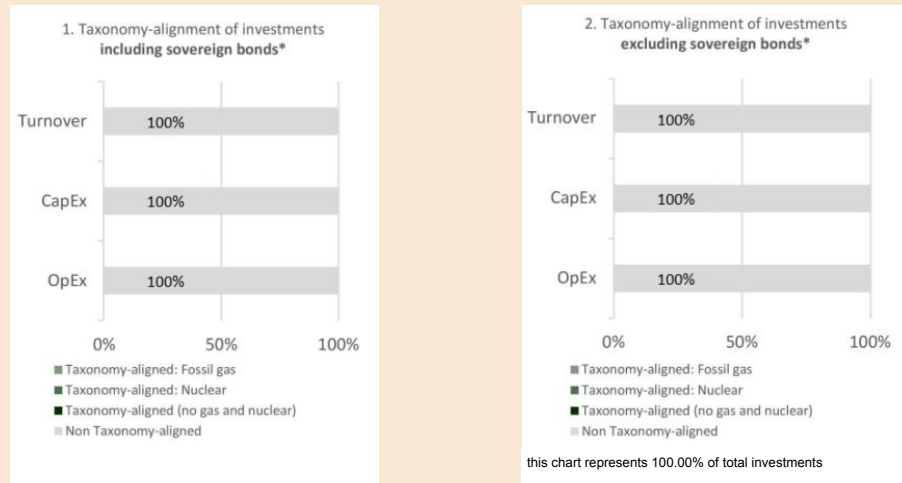 1. Taxonomy-alignment of investments
including sovereign bonds*
Turnover
100%
CapEx
100%
OpEx
100%
0%
50%
100%
Taxonomy-aligned: Fossil gas
Taxonomy-aligned: Nuclear
Taxonomy-aligned (no gas and nuclear)
Non Taxonomy-aligned
2. Taxonomy-alignment of investments
excluding sovereign bonds*
Turnover
100%
CapEx
100%
OpEx
100%
0%
50%
100%
Taxonomy-aligned: Fossil gas
Taxonomy-aligned: Nuclear
Taxonomy-aligned (no gas and nuclear)
Non Taxonomy-aligned
this chart represents 100.00% of total investments